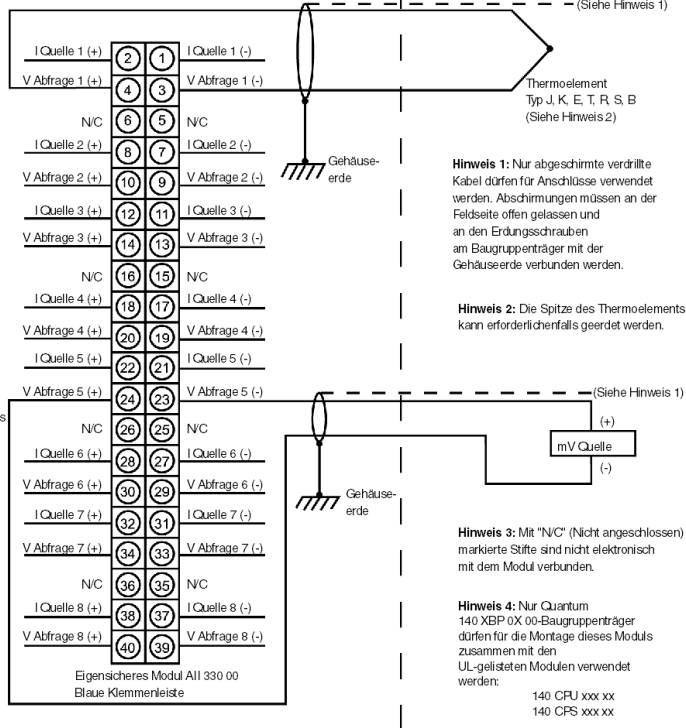 (Siehe Hinweis 1)
I Quelle 1 (+) 2 1 I Quelle 1 (-)
V Abfrage 1 (+) 4 3 V Abfrage 1 (-)
Thermoelement
Typ J, K, E, T, R, S, B
(Siehe Hinweis 2)
N/C 6 5 N/C
I Quelle 2 (+) 8 7 I Quelle 2 (-)
Gehäuse-
erde
V Abfrage 2 (+) 10 9 V Abfrage 2 (-)
I Quelle 3 (+) 12 11 I Quelle 3 (-)
V Abfrage 3 (+) 14 13 V Abfrage 3 (-)
Hinweis 1: Nur abgeschirmte verdrillte
Kabel dürfen für Anschlüsse verwendet
werden. Abschirmungen müssen an der
Feldseite offen gelassen und
an den Erdungsschrauben
am Baugruppenträger mit der
Gehäuseerde verbunden werden.
N/C 16 15 N/C
I Quelle 4 (+) 18 17 I Quelle 4 (-)
V Abfrage 4 (+) 20 19 V Abfrage 4 (-)
Hinweis 2: Die Spitze des Thermoelements
kann erforderlichenfalls geerdet werden.
I Quelle 5 (+) 22 21 I Quelle 5 (-)
V Abfrage 5 (+) 24 23 V Abfrage 5 (-)
(Siehe Hinweis 1)
s
N/C 26 25 N/C
(+)
mV Quelle
(-)
I Quelle 6 (+) 28 27 I Quelle 6 (-)
V Abfrage 6 (+) 30 29 V Abfrage 6 (-)
Gehäuse-
erde
I Quelle 7 (+) 32 31 I Quelle 7 (-)
V Abfrage 7 (+) 34 33 V Abfrage 7 (-)
Hinweis 3: Mit "N/C" (Nicht angeschlossen)
markierte Stifte sind nicht elektronisch
mit dem Modul verbunden.
N/C 36 35 N/C
I Quelle 8 (+) 38 37 I Quelle 8 (-)
V Abfrage 8 (+) 40 39 V Abfrage 8 (-)
Hinweis 4: Nur Quantum
140 XBP 0X 00-Baugruppenträger
dürfen für die Montage dieses Moduls
zusammen mit den
UL-gelisteten Modulen verwendet
werden:
140 CPU xxx xx
140 CPS xxx xx
Eigensicheres Modul AII 330 00
Blaue Klemmenleiste